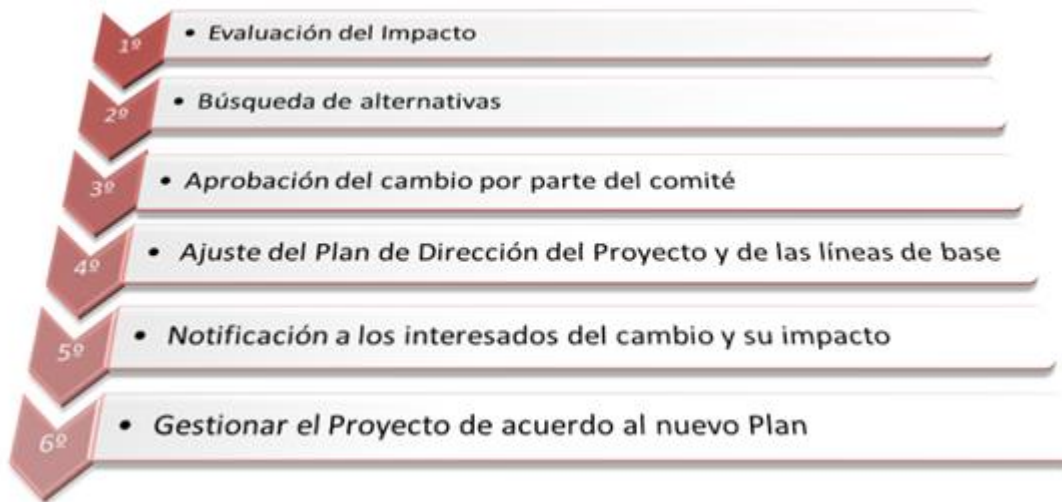 1º • Evaluación del Impacto
2º • Búsqueda de alternativas
3º • Aprobación del cambio por parte del comité
4º • Ajuste del Plan de Dirección del Proyecto y de las líneas de base
5º • Notificación a los interesados del cambio y su impacto
6º • Gestionar el Proyecto de acuerdo al nuevo Plan